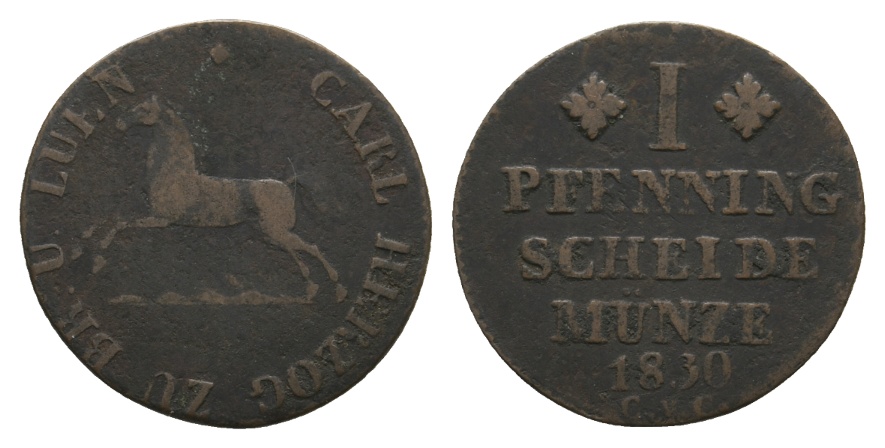 CARL HERZOG ZU BR. U. LUEN
I
PFENNING
SCHEIDE
MÜNZE
1830
C.v.C.